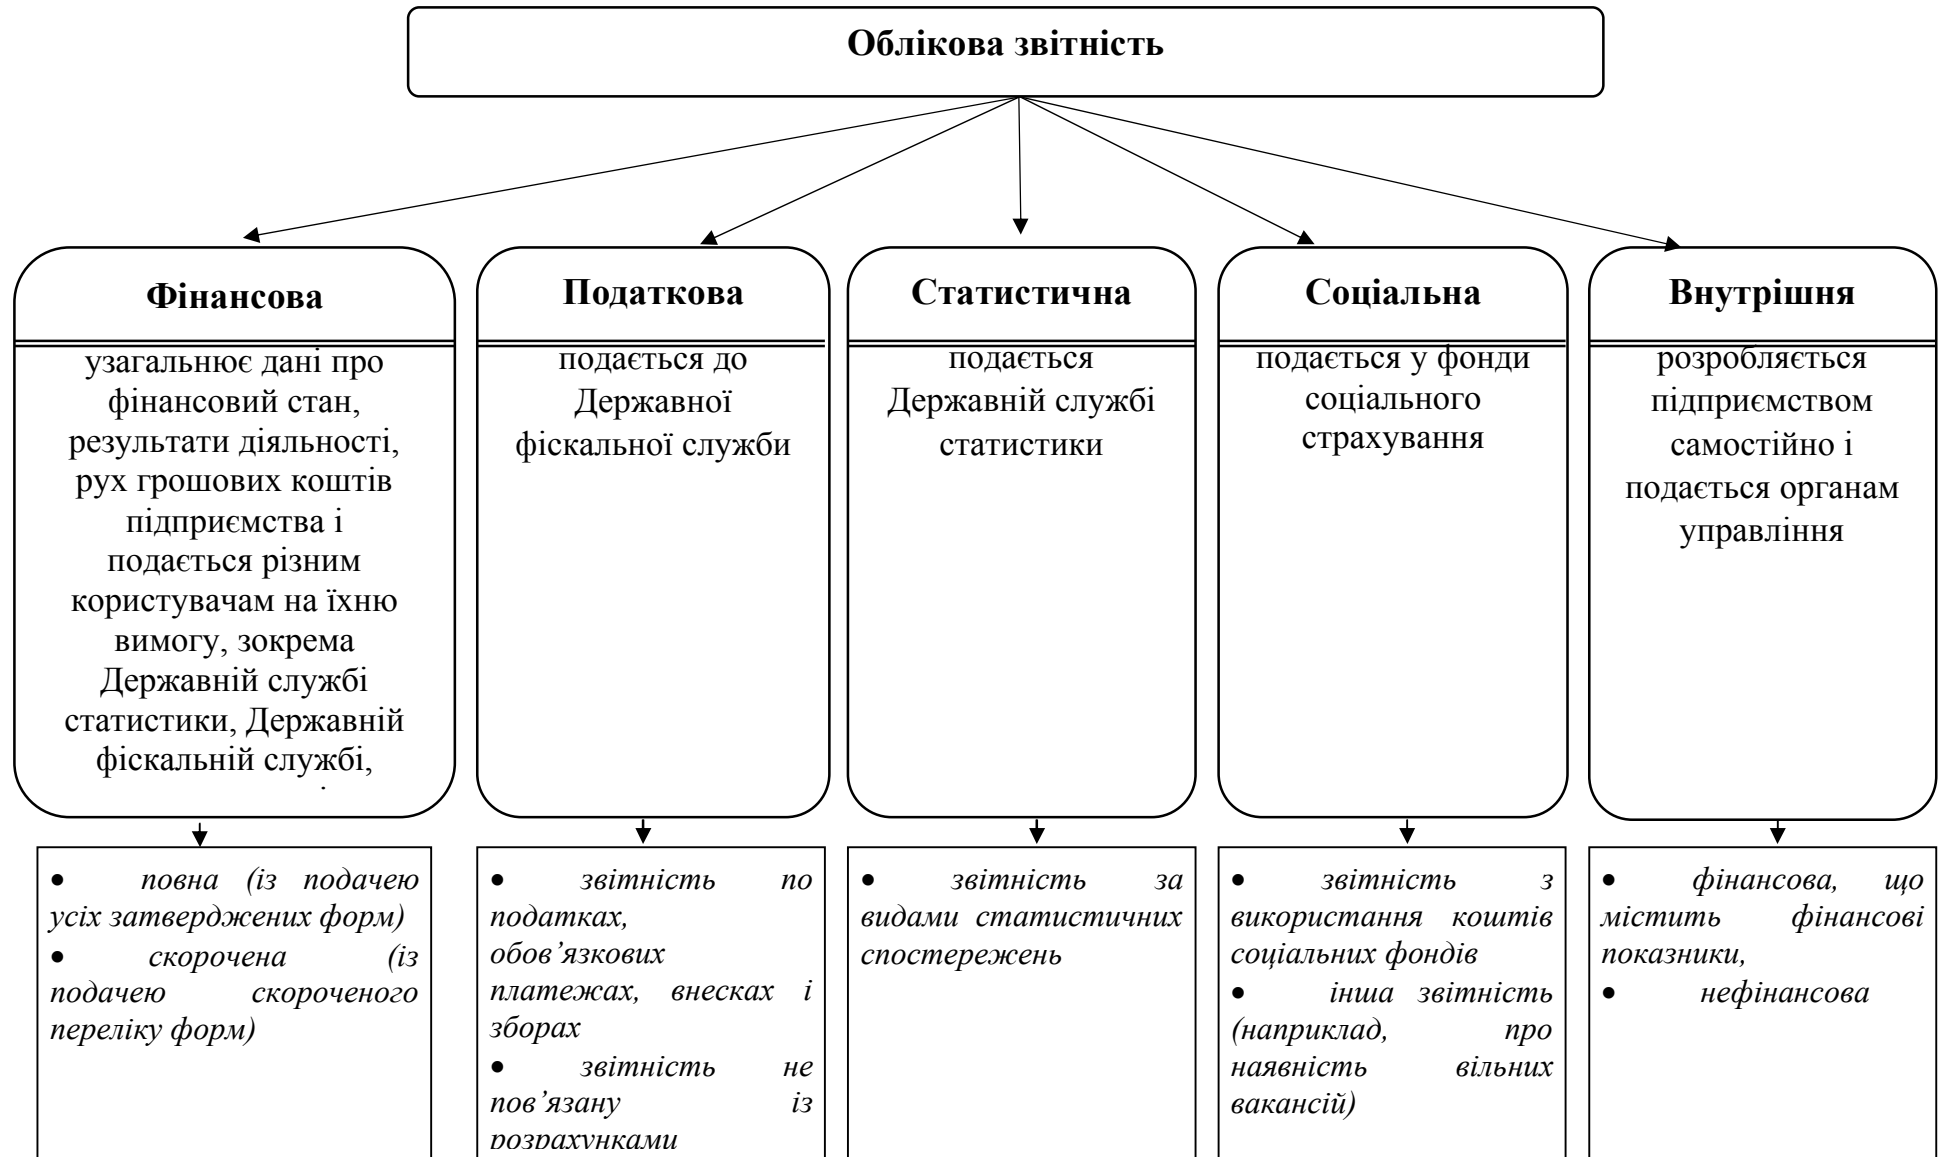 Облікова звітність
Фінансова
узагальнює дані про
фінансовий стан,
результати діяльності,
рух грошових коштів
підприємства і
подається різним
користувачам на їхню
вимогу, зокрема
Державній службі
статистики, Державній
фіскальній службі,
Податкова
подається до
Державної
фіскальної служби
Статистична
подається
Державній службі
статистики
Соціальна
подається у фонди
соціального
страхування
Внутрішня
розробляється
підприємством
самостійно і
подається органам
управління
• повна (із подачею
усіх затверджених форм)
• скорочена (із
подачею скороченого
переліку форм)
• звітність по
податках,
обов’язкових
платежах, внесках і
зборах
• звітність не
пов’язану із
розрахунками
• звітність за
видами статистичних
спостережень
• звітність з
використання коштів
соціальних фондів
• інша звітність
(наприклад, про
наявність вільних
вакансій)
• фінансова, що
містить фінансові
показники,
• нефінансова